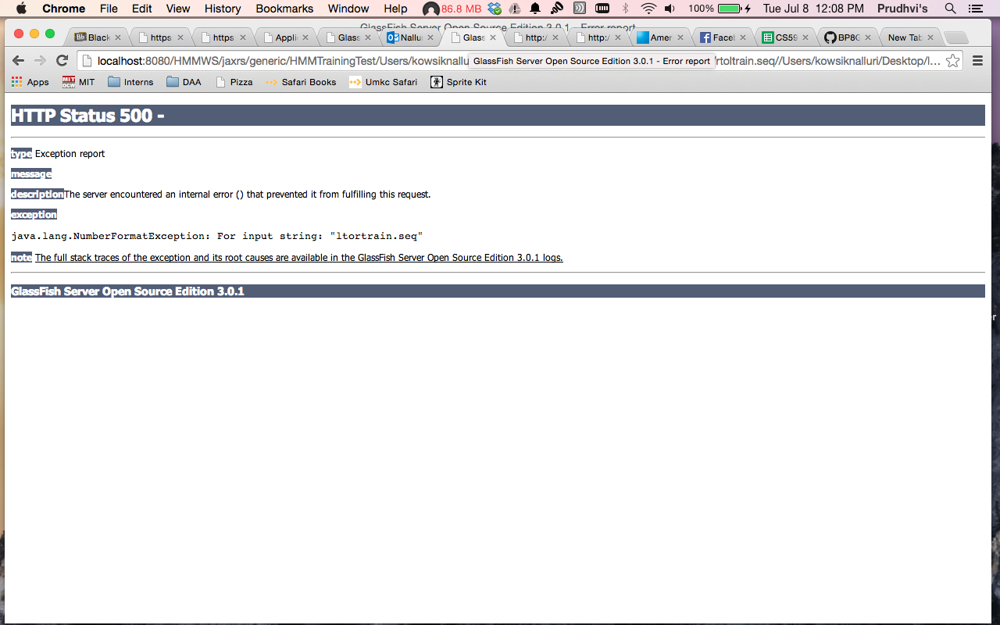 Chrome File Edit View History Bookmarks Window Help 86.8 MB 100% Tue Jul 8 12:08 PM Prudhvi's
GlassFish Server Open Source Edition 3.0.1 - Error report
Bb Black https https Applic Glass Nallur Glass http:/ http:/ Amer Facel CS59 BP8G New Tab
localhost:8080/HMMWS/jaxrs/generic/HMMTrainingTest/Users/kowsiknallu rtoltrain.seq//Users/kowsiknalluri/Desktop/l...
GlassFish Server Open Source Edition 3.0.1 - Error report
Apps MIT OCW MIT Interns DAA Pizza Safari Books Umkc Safari Sprite Kit
HTTP Status 500 -
type Exception report
message
descriptionThe server encountered an internal error () that prevented it from fulfilling this request.
exception
java.lang.NumberFormatException: For input string: "ltortrain.seq"
note The full stack traces of the exception and its root causes are available in the GlassFish Server Open Source Edition 3.0.1 logs.
GlassFish Server Open Source Edition 3.0.1